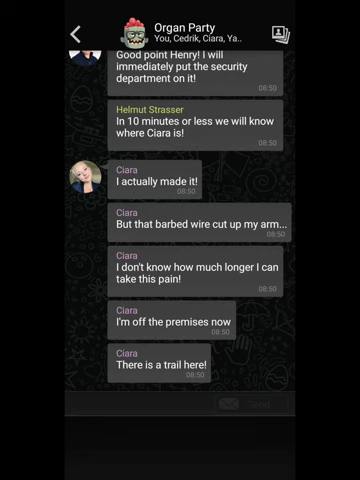 Organ Party
You, Cedrik, Ciara, Ya..
Good point Henry! I will
immediately put the security
department on it!
08:50
Helmut Strasser
In 10 minutes or less we will know
where Ciara is!
08:50
Ciara
I actually made it!
08:50
Ciara
But that barbed wire cut up my arm...
08:50
Ciara
I don't know how much longer I can
take this pain!
08:50
Ciara
I'm off the premises now
08:50
Ciara
There is a trail here!
08:50
Send